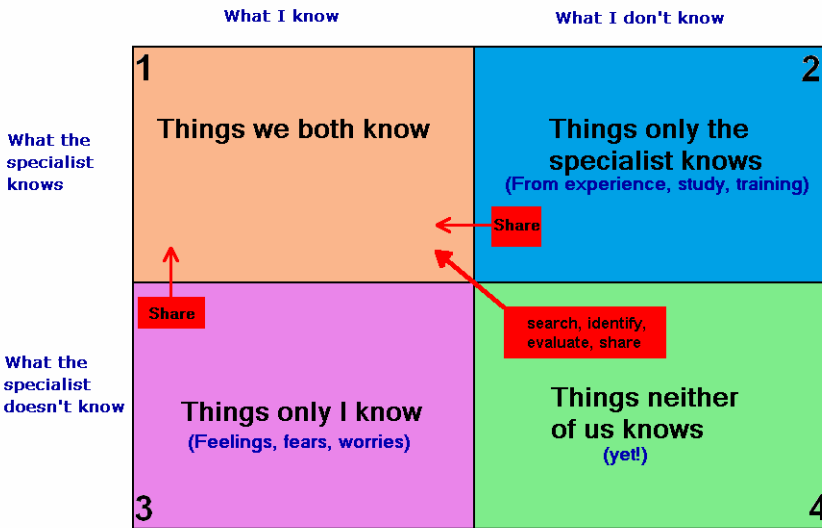 What I know
What I don't know
1
2
What the
specialist
knows
Things we both know
Things only the
specialist knows
(From experience, study, training)
Share
Share
search, identify,
evaluate, share
What the
specialist
doesn't know
Things only I know
(Feelings, fears, worries)
Things neither
of us knows
(yet!)
3
4